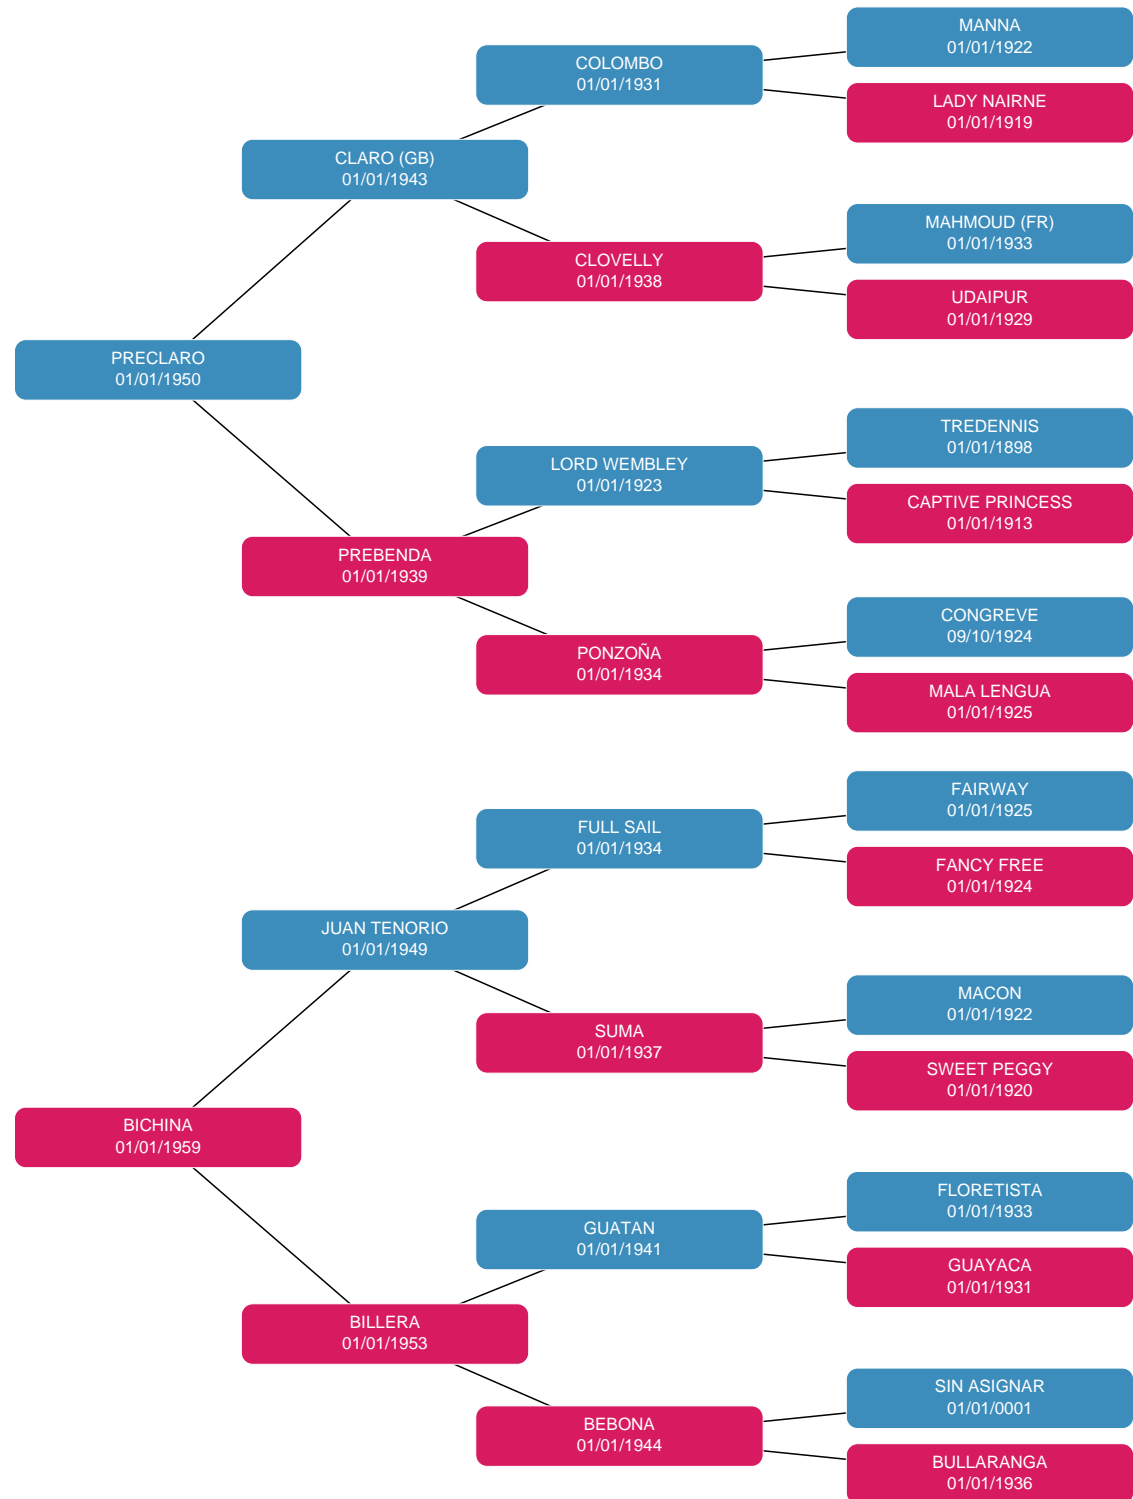 MANNA
01/01/1922
COLOMBO
01/01/1931
LADY NAIRNE
01/01/1919
CLARO (GB)
01/01/1943
MAHMOUD (FR)
01/01/1933
CLOVELLY
01/01/1938
UDAIPUR
01/01/1929
PRECLARO
01/01/1950
TREDENNIS
01/01/1898
LORD WEMBLEY
01/01/1923
CAPTIVE PRINCESS
01/01/1913
PREBENDA
01/01/1939
CONGREVE
09/10/1924
PONZOÑA
01/01/1934
MALA LENGUA
01/01/1925
FAIRWAY
01/01/1925
FULL SAIL
01/01/1934
FANCY FREE
01/01/1924
JUAN TENORIO
01/01/1949
MACON
01/01/1922
SUMA
01/01/1937
SWEET PEGGY
01/01/1920
BICHINA
01/01/1959
FLORETISTA
01/01/1933
GUATAN
01/01/1941
GUAYACA
01/01/1931
BILLERA
01/01/1953
SIN ASIGNAR
01/01/0001
BEBONA
01/01/1944
BULLARANGA
01/01/1936